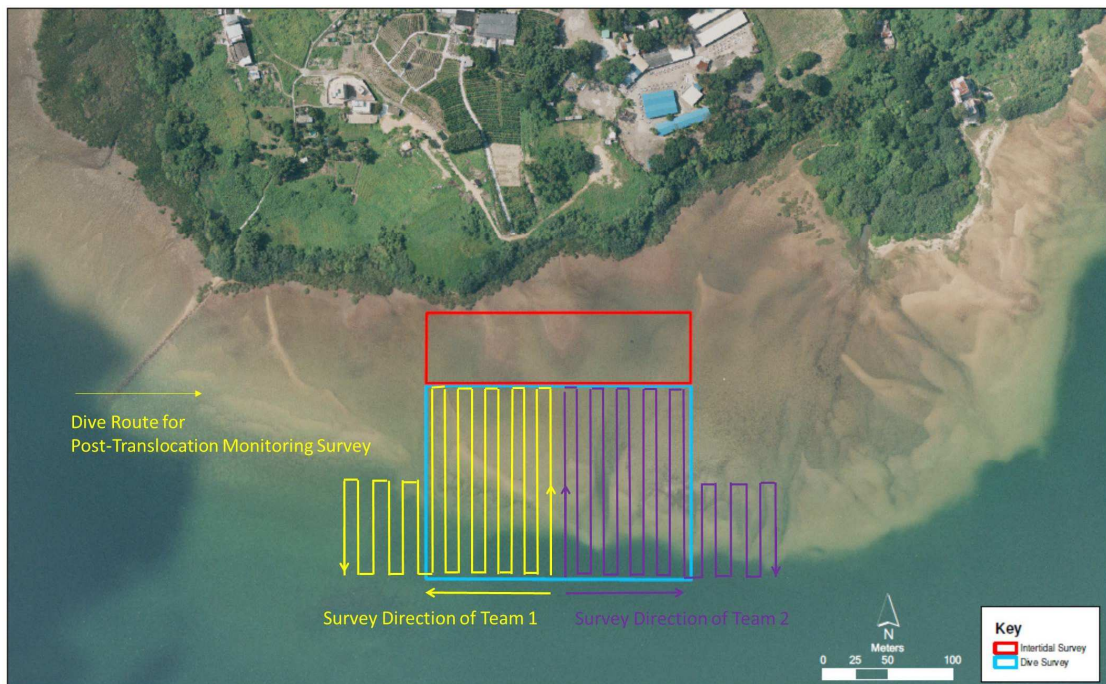 Dive Route for
Post-Translocation Monitoring Survey
Survey Direction of Team 1
Survey Direction of Team 2
N
Meters
0 25 50 100
Key
Intertidal Survey
Dive Survey